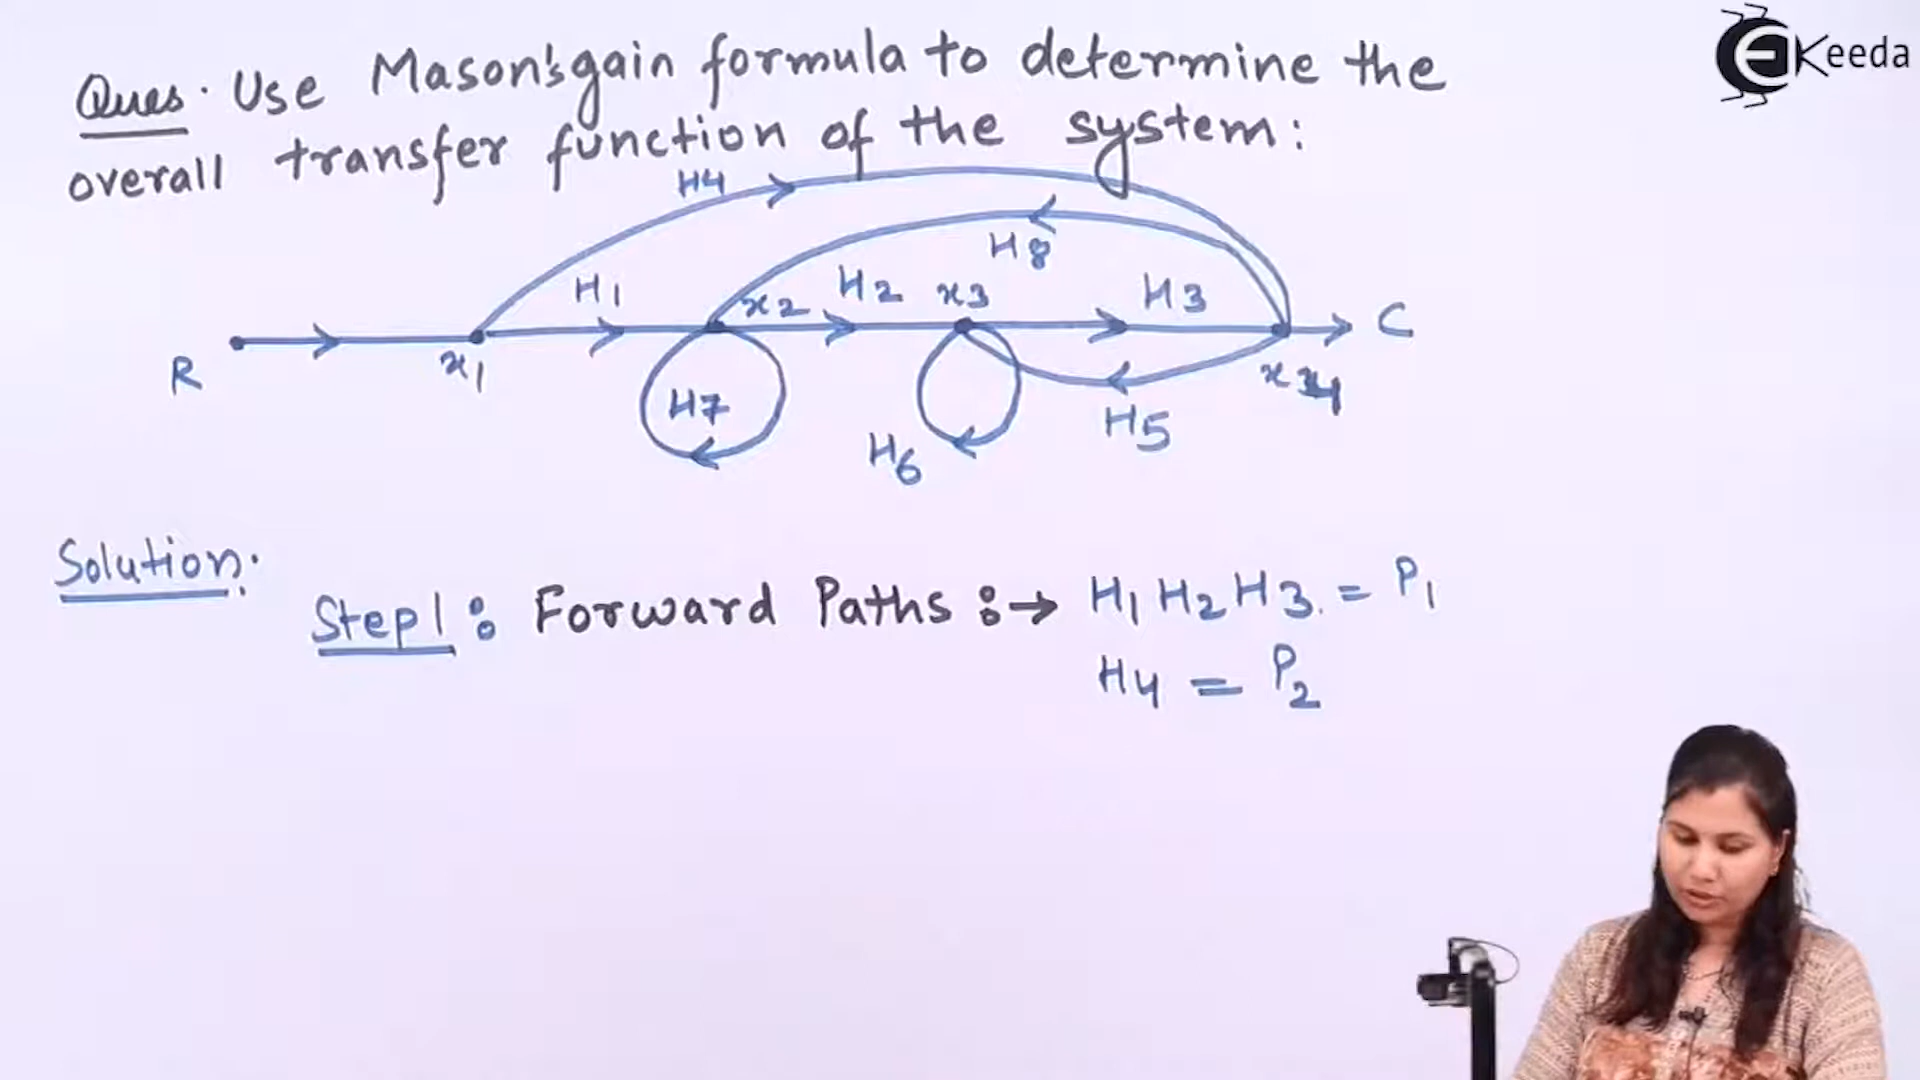 Ques. Use Mason's gain formula to determine the
overall transfer function of the system:
EKeeda
H4
H8
H1
x2
H2
x3
H3
R
x1
C
H7
x4
H5
H6
Solution.
Step 1: Forward Paths :→ H1 H2 H3. = P1
H4 = P2